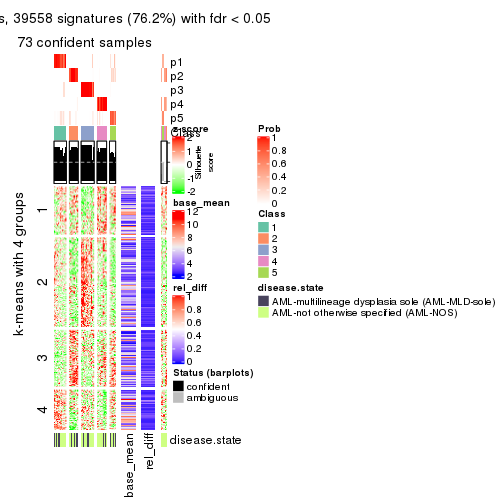 s, 39558 signatures (76.2%) with fdr < 0.05
73 confident samples
p1
p2
p3
p4
p5
Class
z-score
2
1
0
-1
-2
Silhouette
score
k-means with 4 groups
1
2
3
4
base_mean
12
10
8
6
4
2
rel_diff
1
0.8
0.6
0.4
0.2
0
Status (barplots)
confident
ambiguous
disease.state
base_mean
rel_diff
Prob
1
0.8
0.6
0.4
0.2
0
Class
1
2
3
4
5
disease.state
AML-multilineage dysplasia sole (AML-MLD-sole)
AML-not otherwise specified (AML-NOS)